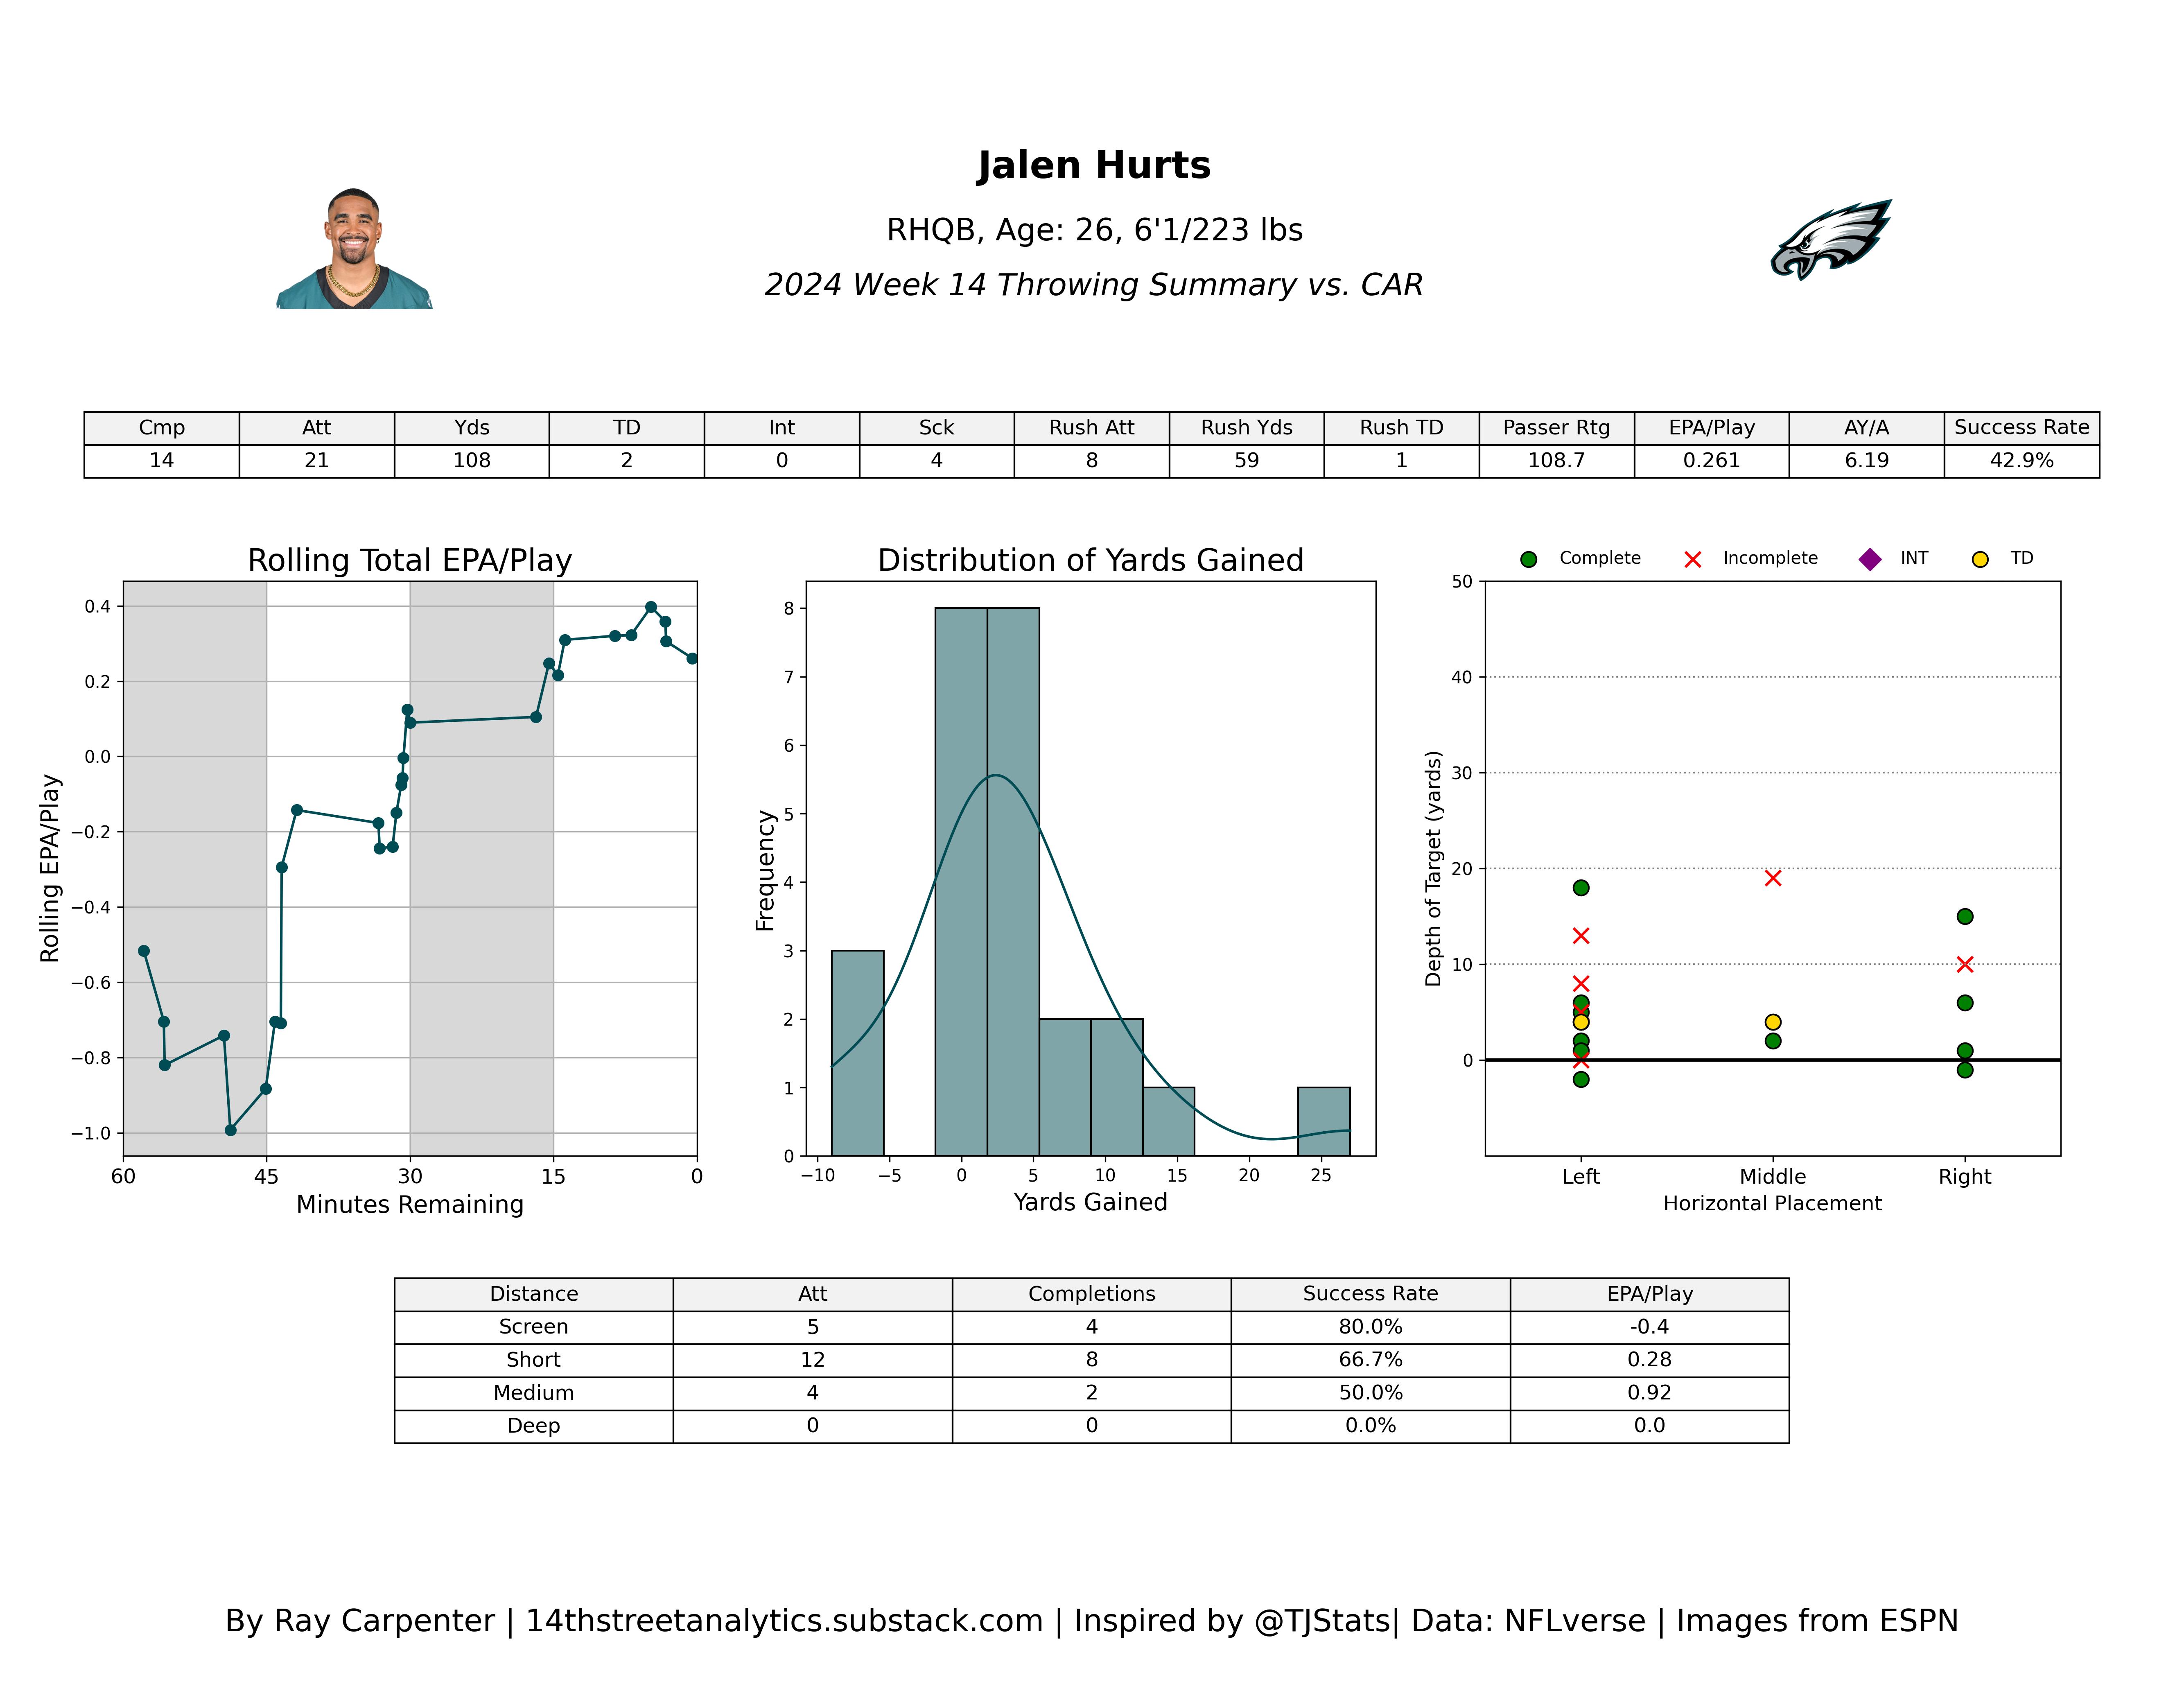 Jalen Hurts
RHQB, Age: 26, 6'1/223 lbs
2024 Week 14 Throwing Summary vs. CAR
Cmp Att Yds TD Int Sck Rush Att Rush Yds Rush TD Passer Rtg EPA/Play AY/A Success Rate
14 21 108 2 0 4 8 59 1 108.7 0.261 6.19 42.9%
Rolling Total EPA/Play
0.4
0.2
0.0
−0.2
−0.4
−0.6
−0.8
−1.0
Rolling EPA/Play
60 45 30 15 0
Minutes Remaining
Distribution of Yards Gained
8
7
6
5
4
3
2
1
0
Frequency
−10 −5 0 5 10 15 20 25
Yards Gained
Complete Incomplete INT TD
50
40
30
20
10
0
Depth of Target (yards)
Left Middle Right
Horizontal Placement
Distance Att Completions Success Rate EPA/Play
Screen 5 4 80.0% -0.4
Short 12 8 66.7% 0.28
Medium 4 2 50.0% 0.92
Deep 0 0 0.0% 0.0
By Ray Carpenter | 14thstreetanalytics.substack.com | Inspired by @TJStats| Data: NFLverse | Images from ESPN